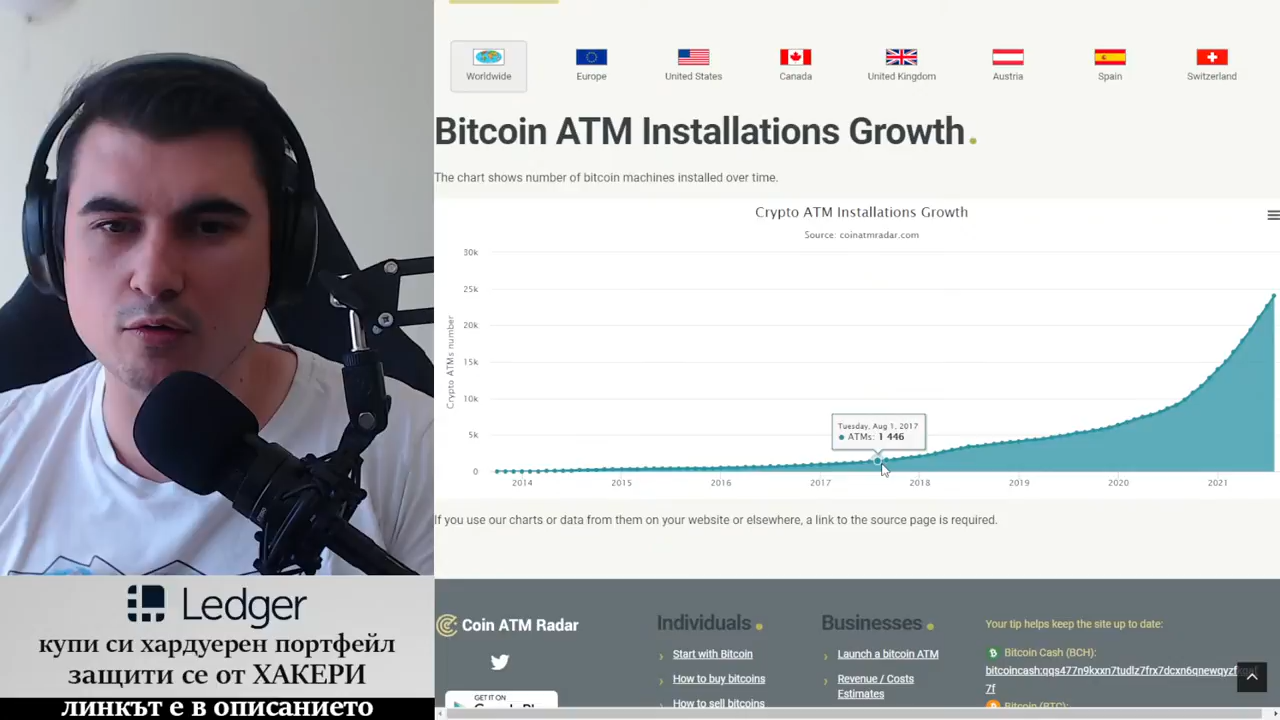 Worldwide
Europe
United States
Canada
United Kingdom
Austria
Spain
Switzerland
Bitcoin ATM Installations Growth.
The chart shows number of bitcoin machines installed over time.
Crypto ATM Installations Growth
Source: coinatmradar.com
Crypto ATMs number
30k
25k
20k
15k
10k
5k
0
Tuesday, Aug 1, 2017
ATMs: 1 446
2014 2015 2016 2017 2018 2019 2020 2021
If you use our charts or data from them on your website or elsewhere, a link to the source page is required.
Ledger
купи си хардуерен портфейл
защити се от ХАКЕРИ
линкът е в описанието
Coin ATM Radar
GET IT ON
Individuals
Start with Bitcoin
How to buy bitcoins
How to sell bitcoins
Businesses
Launch a bitcoin ATM
Revenue / Costs
Estimates
Your tip helps keep the site up to date:
Bitcoin Cash (BCH):
7f
Bitcoin (BTC):